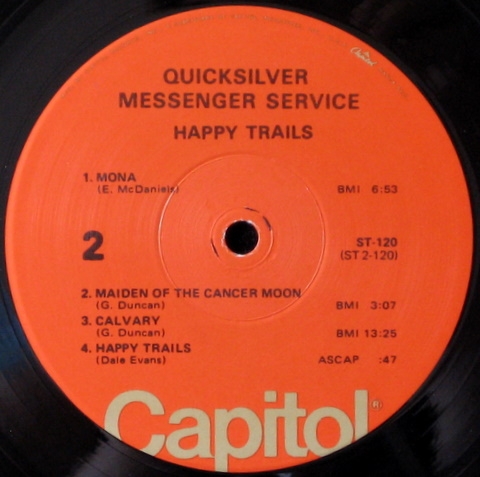 Capitol
QUICKSILVER
MESSENGER SERVICE
HAPPY TRAILS
1. MONA
(E. McDaniels) BMI 6:53
2
ST-120
(ST 2-120)
2. MAIDEN OF THE CANCER MOON
(G. Duncan) BMI 3:07
3. CALVARY
(G. Duncan) BMI 13:25
4. HAPPY TRAILS
(Dale Evans) ASCAP :47
Capitol®